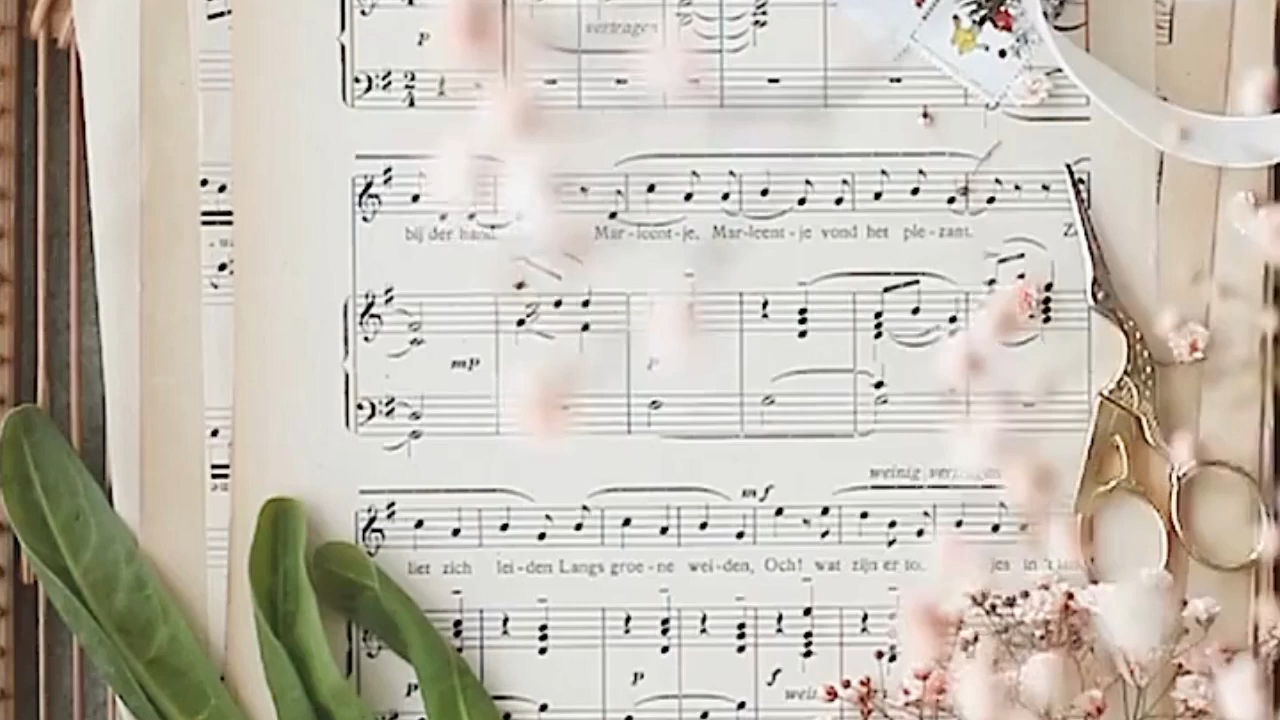 vertragen
p
bij der hand. Mar-leent-je, Mar-leent-je vond het ple-zant.
mp p
weinig vertragen
mf
liet zich lei-den Langs groe-ne wei-den, Och! wat zijn er in 't
p p f